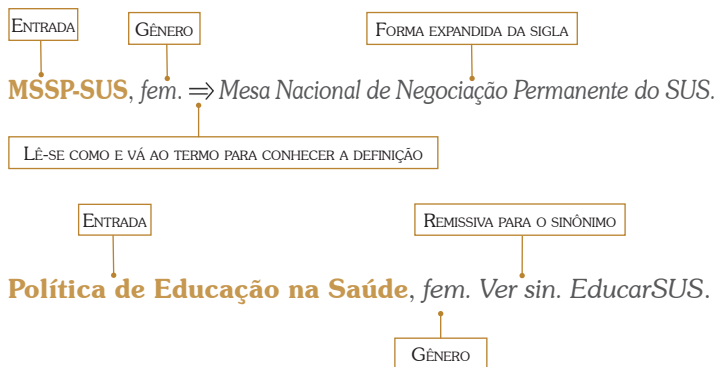 Entrada
Gênero
Forma expandida da sigla
MSSP-SUS, fem. ⇒ Mesa Nacional de Negociação Permanente do SUS.
Lê-se como e vá ao termo para conhecer a definição
Entrada
Remissiva para o sinônimo
Política de Educação na Saúde, fem. Ver sin. EducarSUS.
Gênero